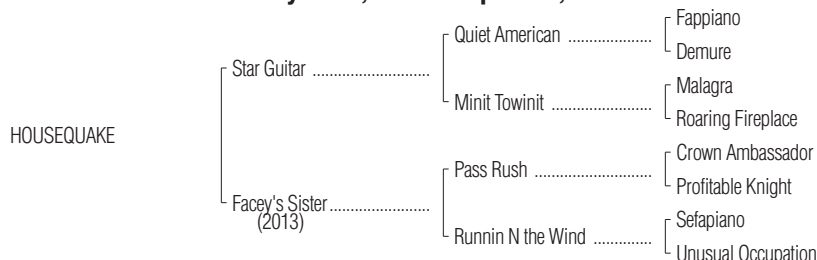 Fappiano
Quiet American ....................
Demure
Star Guitar ............................
Malagra
Minit Towinit ........................
Roaring Fireplace
HOUSEQUAKE
Crown Ambassador
Pass Rush ............................
Profitable Knight
Facey's Sister ........................
(2013)
Sefapiano
Runnin N the Wind ..............
Unusual Occupation